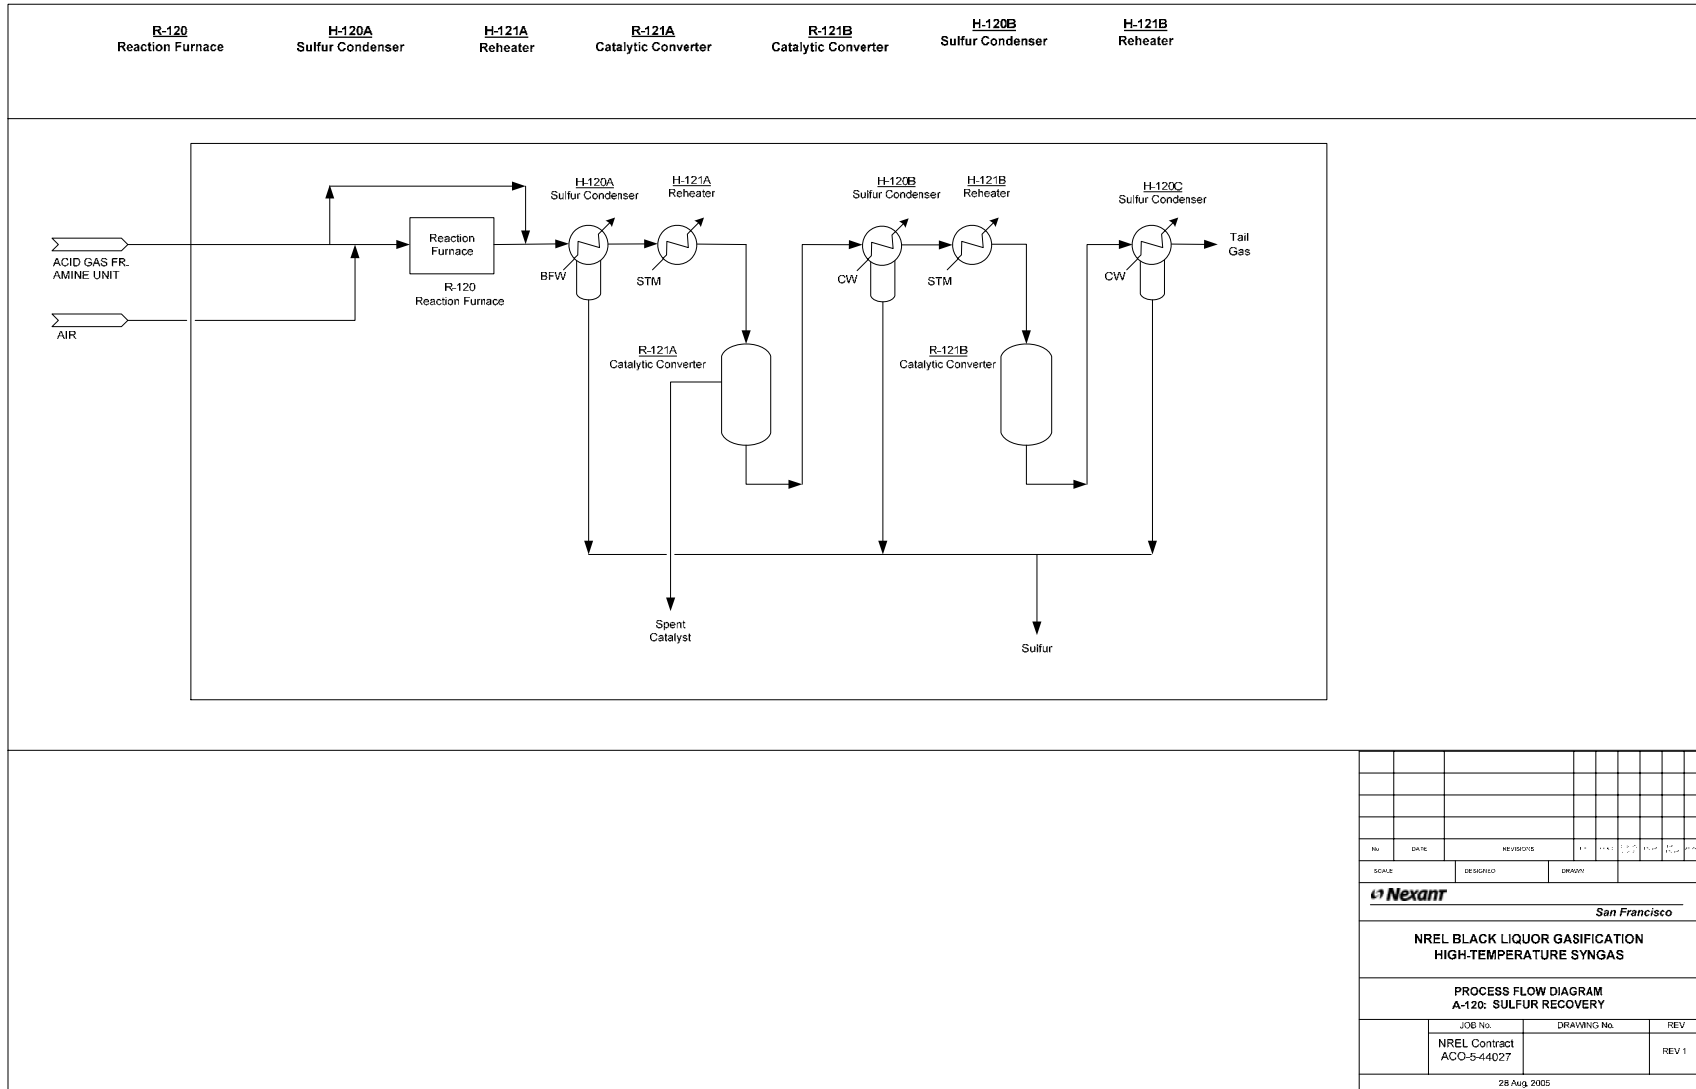 R-120
Reaction Furnace
H-120A
Sulfur Condenser
H-121A
Reheater
R-121A
Catalytic Converter
R-121B
Catalytic Converter
H-120B
Sulfur Condenser
H-121B
Reheater
H-120A
Sulfur Condenser
H-121A
Reheater
H-120B
Sulfur Condenser
H-121B
Reheater
H-120C
Sulfur Condenser
Reaction
Furnace
Tail
Gas
ACID GAS FR.
AMINE UNIT
BFW
STM
CW
STM
CW
R-120
Reaction Furnace
AIR
R-121A
Catalytic Converter
R-121B
Catalytic Converter
Spent
Catalyst
Sulfur
No
DATE
REVISIONS
SCALE
DESIGNED
DRAWN
Nexant
San Francisco
NREL BLACK LIQUOR GASIFICATION
HIGH-TEMPERATURE SYNGAS
PROCESS FLOW DIAGRAM
A-120: SULFUR RECOVERY
JOB No.
DRAWING No.
REV
NREL Contract
ACO-5-44027
REV 1
28 Aug, 2005